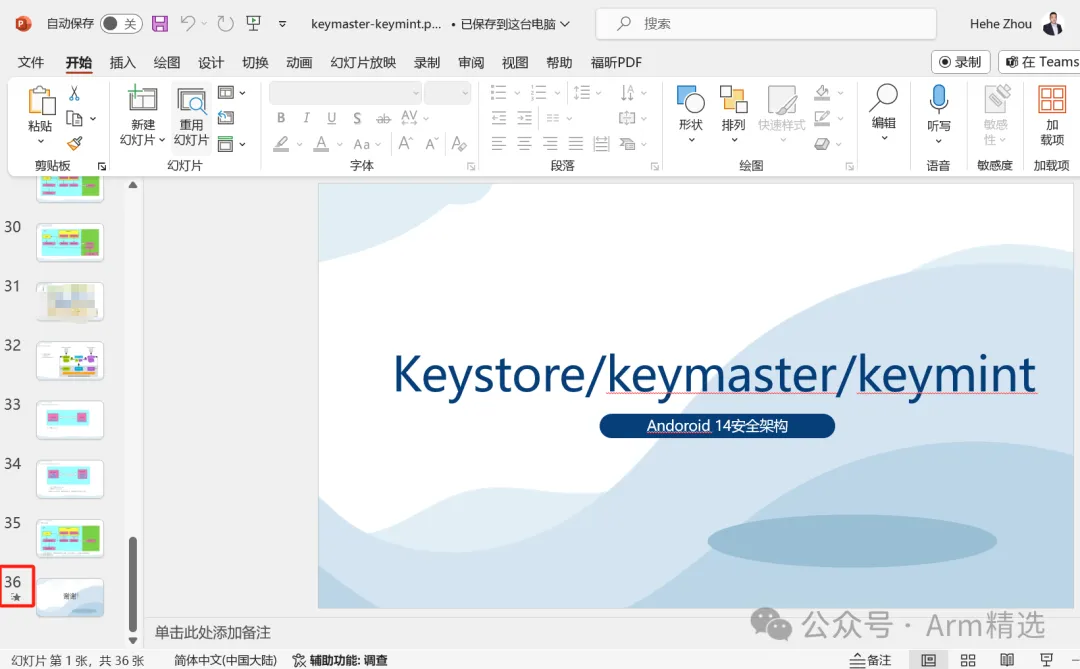 自动保存 关 keymaster-keymint.p... • 已保存到这台电脑 搜索 Hehe Zhou
文件 开始 插入 绘图 设计 切换 动画 幻灯片放映 录制 审阅 视图 帮助 福昕PDF 录制 在 Teams
粘贴 新建 幻灯片 重用 幻灯片 B I U S ab AV Aa A A A 形状 排列 快速样式 编辑 听写 敏感性 加载项
剪贴板 幻灯片 字体 段落 绘图 语音 敏感度 加载项
30
31
32
33
34
35
36
谢谢!
Keystore/keymaster/keymint
Andoroid 14安全架构
单击此处添加备注
公众号 · Arm精选
幻灯片 第 1 张，共 36 张 简体中文(中国大陆) 辅助功能: 调查 备注